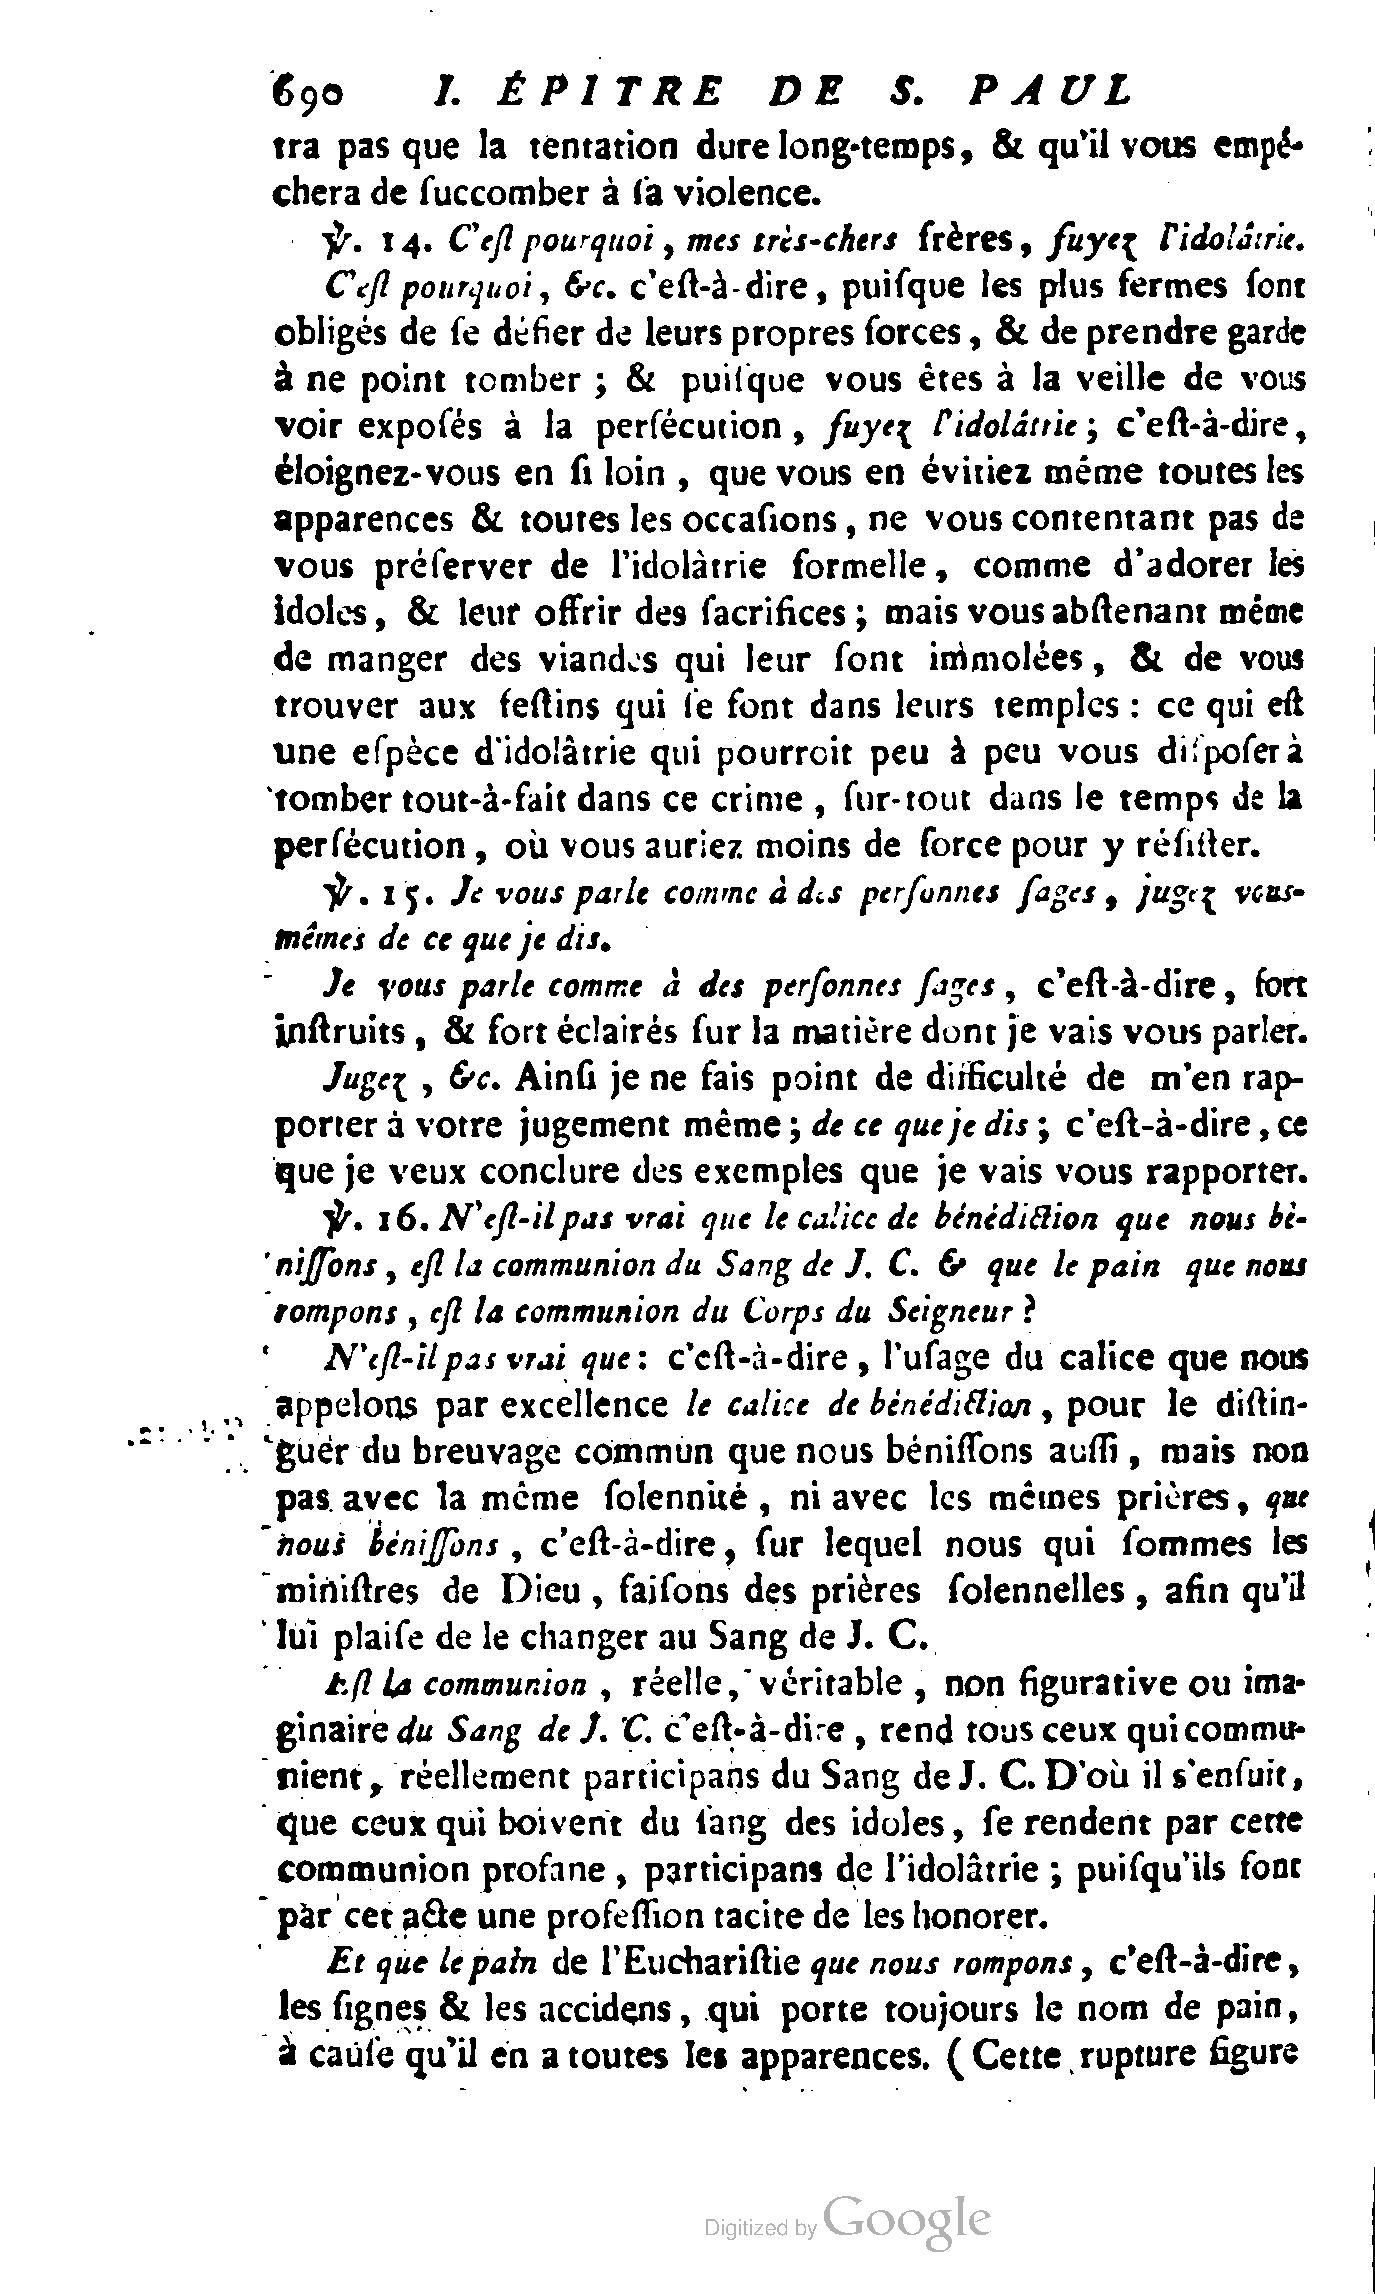 690 I. ÉPITRE DE S. PAUL
tra pas que la tentation dure long-temps, & qu'il vous empê-
chera de ſuccomber à ſa violence.
℣. 14. C'eſt pourquoi, mes très-chers frères, fuyez l'idolâtrie.
C'eſt pourquoi, &c. c'eſt-à-dire, puiſque les plus fermes ſont
obligés de ſe défier de leurs propres forces, & de prendre garde
à ne point tomber ; & puiſque vous êtes à la veille de vous
voir expoſés à la perſécution, fuyez l'idolâtrie ; c'eſt-à-dire,
éloignez-vous en ſi loin, que vous en évitiez même toutes les
apparences & toutes les occaſions, ne vous contentant pas de
vous préſerver de l'idolâtrie formelle, comme d'adorer les
idoles, & leur offrir des ſacrifices ; mais vous abſtenant même
de manger des viandes qui leur ſont immolées, & de vous
trouver aux feſtins qui ſe font dans leurs temples : ce qui eſt
une eſpèce d'idolâtrie qui pourroit peu à peu vous diſpoſer à
tomber tout-à-fait dans ce crime, ſur-tout dans le temps de la
perſécution, où vous auriez moins de force pour y réſiſter.
℣. 15. Je vous parle comme à des perſonnes ſages, jugez vous-
mêmes de ce que je dis.
Je vous parle comme à des perſonnes ſages, c'eſt-à-dire, fort
inſtruits, & fort éclairés ſur la matière dont je vais vous parler.
Jugez, &c. Ainſi je ne fais point de difficulté de m'en rap-
porter à votre jugement même ; de ce que je dis ; c'eſt-à-dire, ce
que je veux conclure des exemples que je vais vous rapporter.
℣. 16. N'eſt-il pas vrai que le calice de bénédiction que nous bé-
niſſons, eſt la communion du Sang de J. C. & que le pain que nous
rompons, eſt la communion du Corps du Seigneur ?
N'eſt-il pas vrai que : c'eſt-à-dire, l'uſage du calice que nous
appelons par excellence le calice de bénédiction, pour le diſtin-
guer du breuvage commun que nous béniſſons auſſi, mais non
pas avec la même ſolennité, ni avec les mêmes prières, que
nous béniſſons, c'eſt-à-dire, ſur lequel nous qui ſommes les
miniſtres de Dieu, faiſons des prières ſolennelles, afin qu'il
lui plaiſe de le changer au Sang de J. C.
Eſt la communion, réelle, véritable, non figurative ou ima-
ginaire du Sang de J. C. c'eſt-à-dire, rend tous ceux qui commu-
nient, réellement participans du Sang de J. C. D'où il s'enſuit,
que ceux qui boivent du ſang des idoles, ſe rendent par cette
communion profane, participans de l'idolâtrie ; puiſqu'ils font
par cet acte une profeſſion tacite de les honorer.
Et que le pain de l'Euchariſtie que nous rompons, c'eſt-à-dire,
les ſignes & les accidens, qui porte toujours le nom de pain,
à cauſe qu'il en a toutes les apparences. ( Cette rupture figure
Digitized by Google